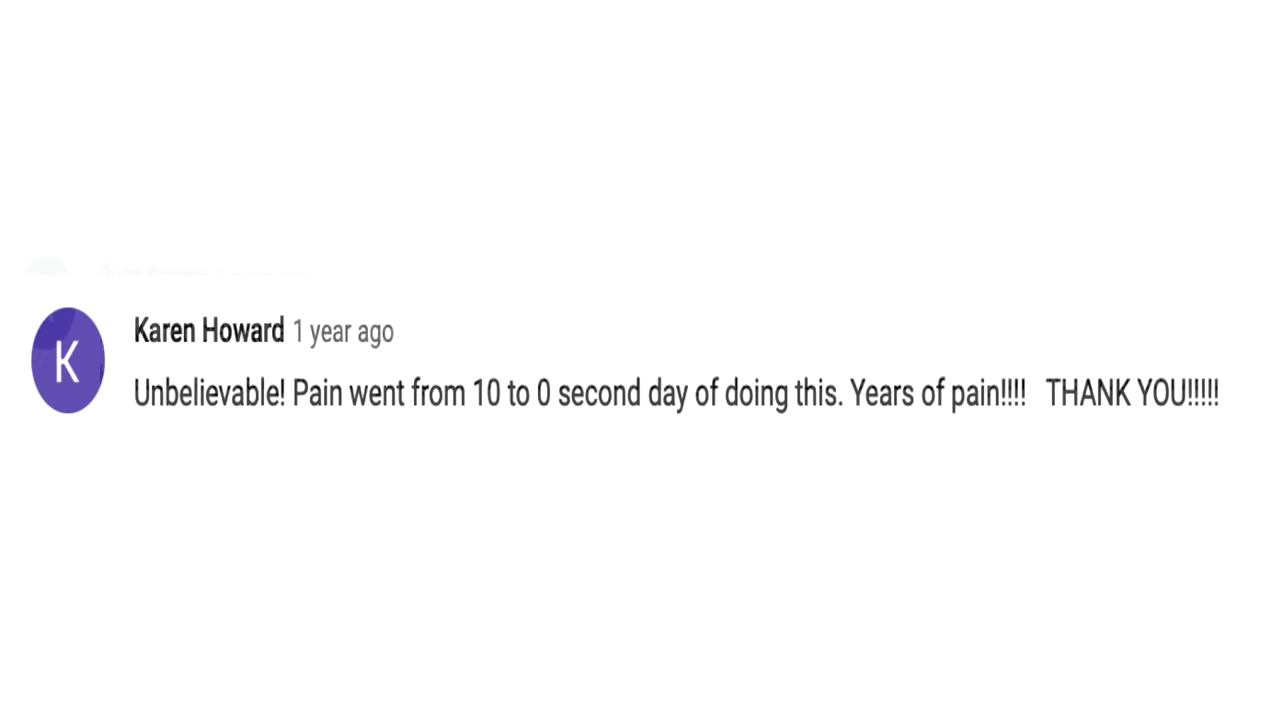 K
Karen Howard 1 year ago
Unbelievable! Pain went from 10 to 0 second day of doing this. Years of pain!!!! THANK YOU!!!!!